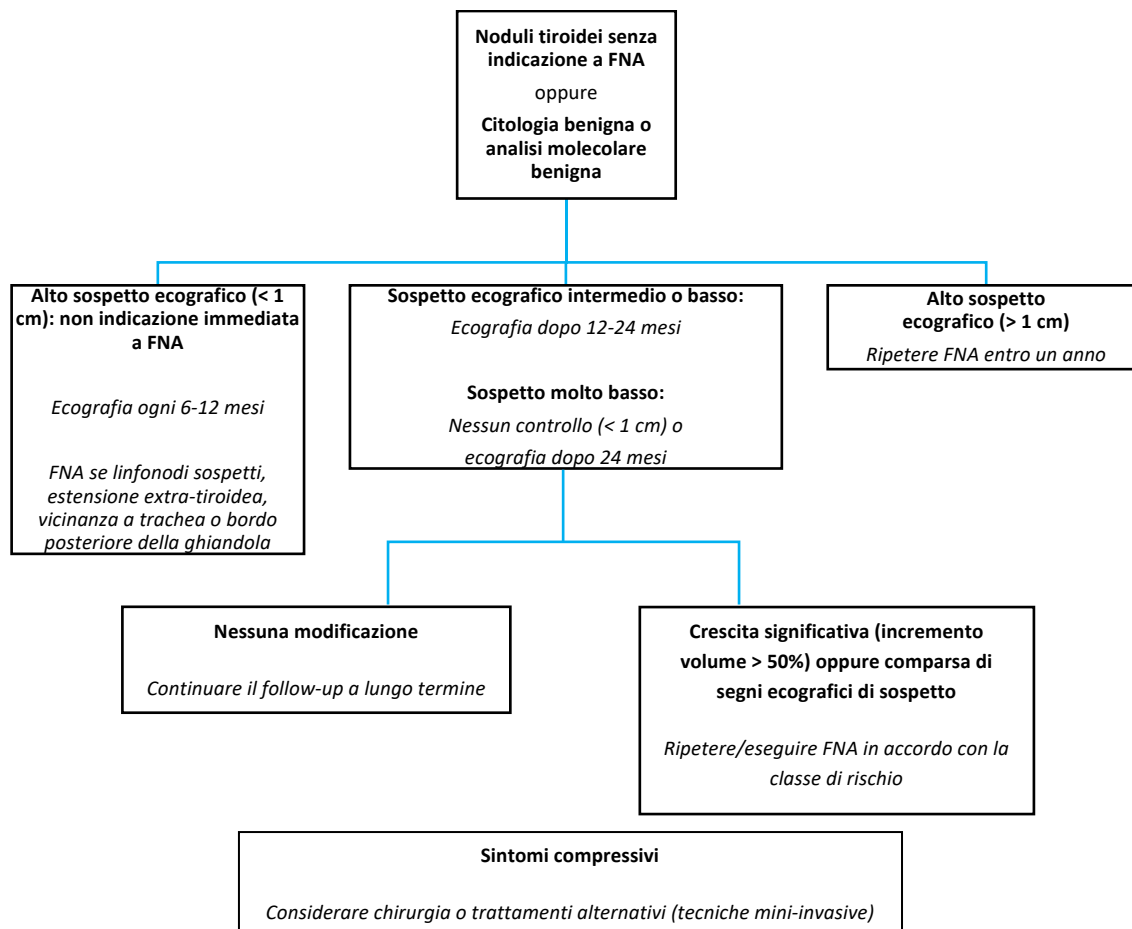 Noduli tiroidei senza
indicazione a FNA
oppure
Citologia benigna o
analisi molecolare
benigna
Alto sospetto ecografico (< 1
cm): non indicazione immediata
a FNA
Ecografia ogni 6-12 mesi
FNA se linfonodi sospetti,
estensione extra-tiroidea,
vicinanza a trachea o bordo
posteriore della ghiandola
Sospetto ecografico intermedio o basso:
Ecografia dopo 12-24 mesi
Sospetto molto basso:
Nessun controllo (< 1 cm) o
ecografia dopo 24 mesi
Alto sospetto
ecografico (> 1 cm)
Ripetere FNA entro un anno
Nessuna modificazione
Continuare il follow-up a lungo termine
Crescita significativa (incremento
volume > 50%) oppure comparsa di
segni ecografici di sospetto
Ripetere/eseguire FNA in accordo con la
classe di rischio
Sintomi compressivi
Considerare chirurgia o trattamenti alternativi (tecniche mini-invasive)